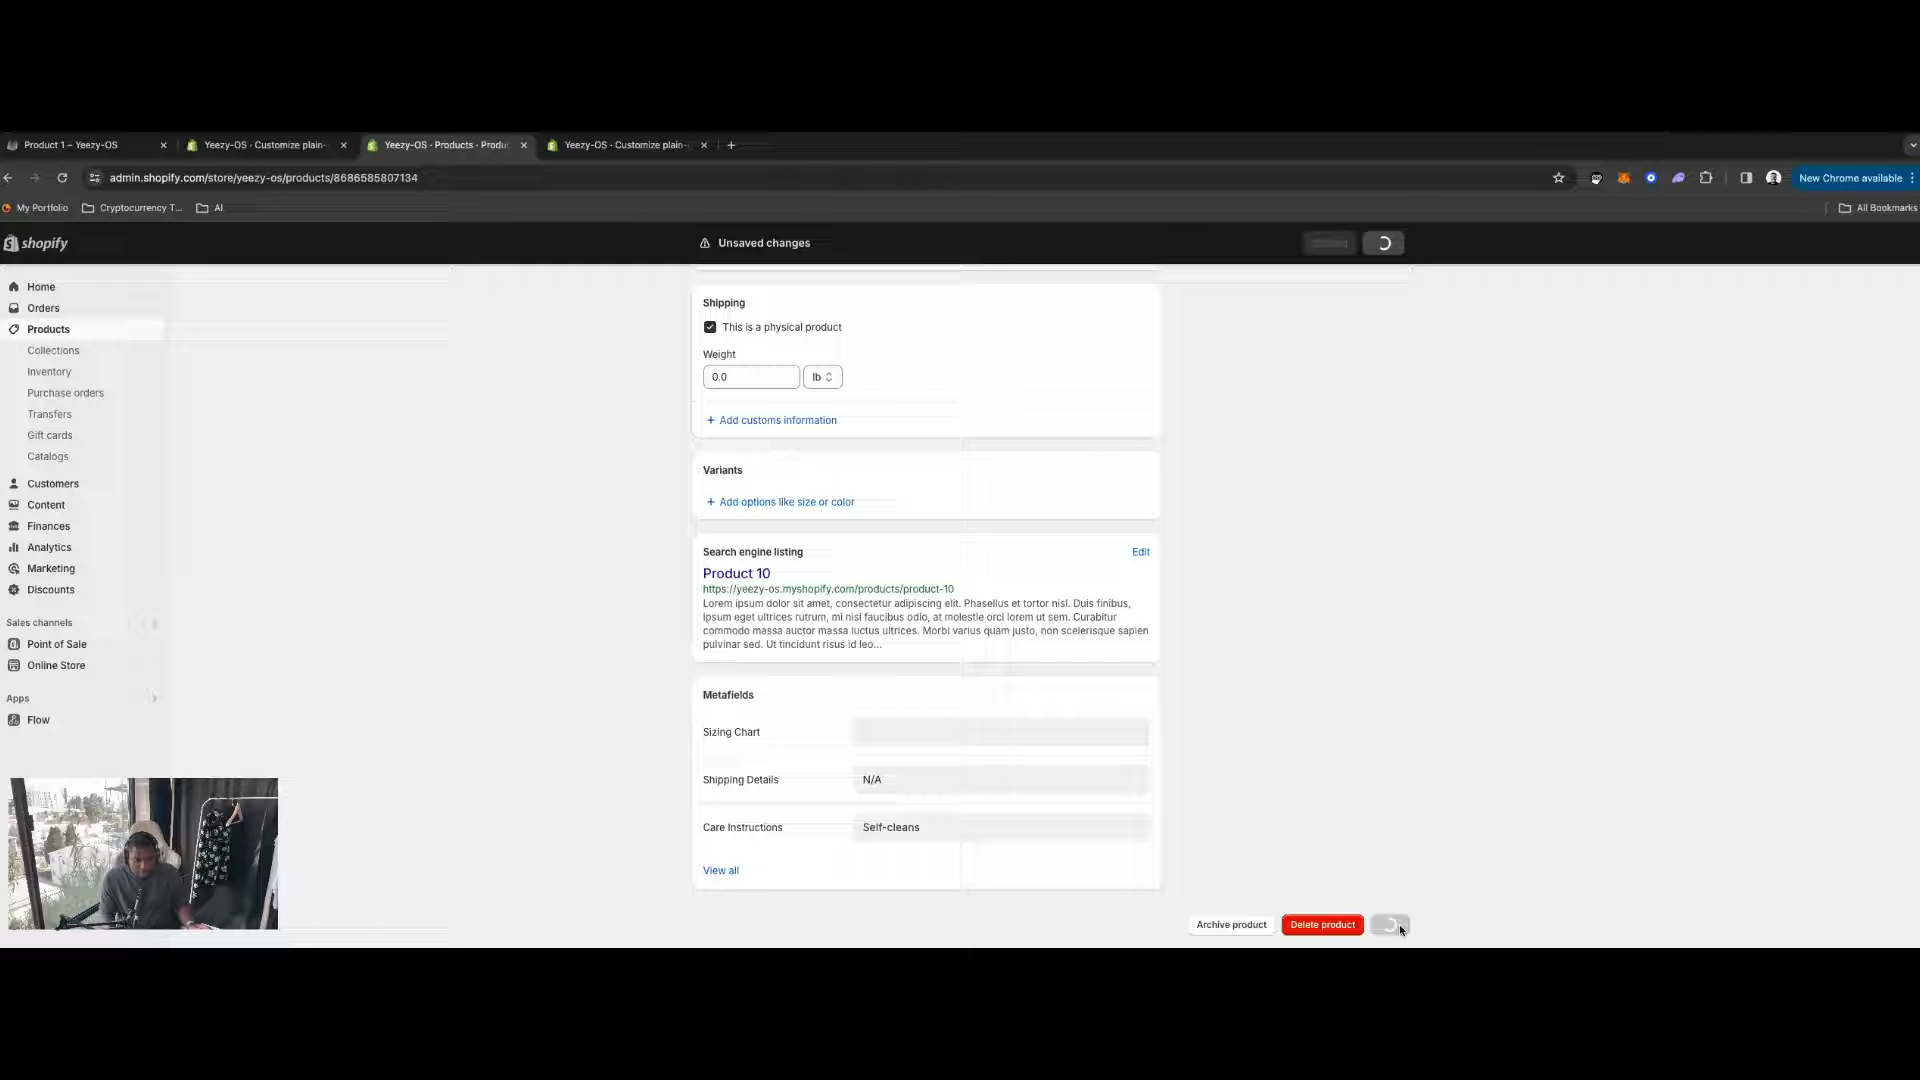 Product 1 – Yeezy-OS
Yeezy-OS · Customize plain-
Yeezy-OS · Products · Produc
Yeezy-OS · Customize plain-
admin.shopify.com/store/yeezy-os/products/8686585807134
New Chrome available
My Portfolio
Cryptocurrency T...
AI
All Bookmarks
shopify
Unsaved changes
Home
Orders
Products
Collections
Inventory
Purchase orders
Transfers
Gift cards
Catalogs
Customers
Content
Finances
Analytics
Marketing
Discounts
Sales channels
Point of Sale
Online Store
Apps
Flow
Shipping
This is a physical product
Weight
0.0
lb
+ Add customs information
Variants
+ Add options like size or color
Search engine listing
Edit
Product 10
https://yeezy-os.myshopify.com/products/product-10
Lorem ipsum dolor sit amet, consectetur adipiscing elit. Phasellus et tortor nisl. Duis finibus,
ipsum eget ultrices rutrum, mi nisi faucibus odio, at molestie orci lorem ut sem. Curabitur
commodo massa auctor massa luctus ultrices. Morbi varius quam justo, non scelerisque sapien
pulvinar sed. Ut tincidunt risus id leo...
Metafields
Sizing Chart
Shipping Details
N/A
Care Instructions
Self-cleans
View all
Archive product
Delete product